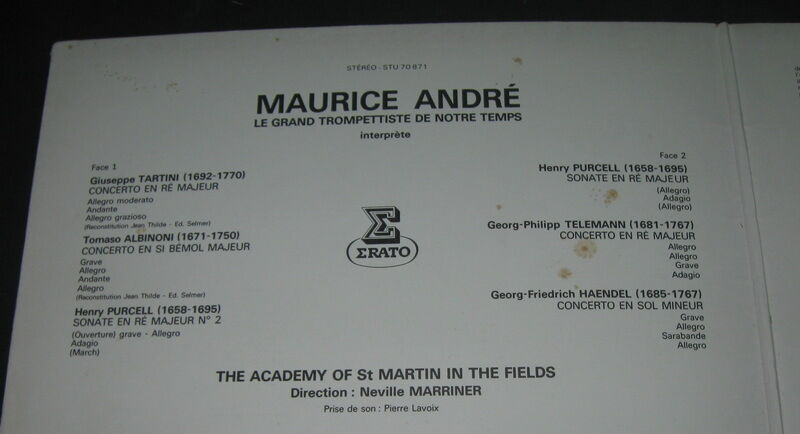 STÉRÉO - STU 70 871
MAURICE ANDRÉ
LE GRAND TROMPETTISTE DE NOTRE TEMPS
interprète
Face 1
Giuseppe TARTINI (1692-1770)
CONCERTO EN RÉ MAJEUR
Allegro moderato
Andante
Allegro grazioso
(Reconstitution Jean Thilde - Ed. Selmer)
Tomaso ALBINONI (1671-1750)
CONCERTO EN SI BÉMOL MAJEUR
Grave
Allegro
Andante
Allegro
(Reconstitution Jean Thilde - Ed. Selmer)
Henry PURCELL (1658-1695)
SONATE EN RÉ MAJEUR N° 2
(Ouverture) grave - Allegro
Adagio
(March)
ERATO
Face 2
Henry PURCELL (1658-1695)
SONATE EN RÉ MAJEUR
(Allegro)
Adagio
(Allegro)
Georg-Philipp TELEMANN (1681-1767)
CONCERTO EN RÉ MAJEUR
Allegro
Allegro
Grave
Adagio
Georg-Friedrich HAENDEL (1685-1767)
CONCERTO EN SOL MINEUR
Grave
Allegro
Sarabande
Allegro
THE ACADEMY OF St MARTIN IN THE FIELDS
Direction : Neville MARRINER
Prise de son : Pierre Lavoix